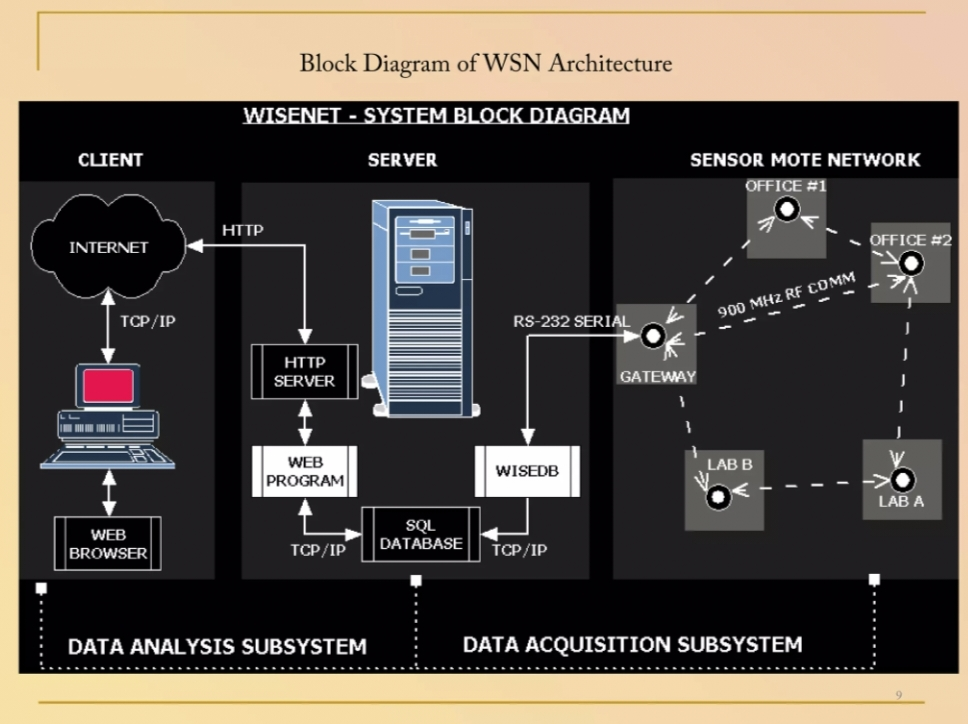 Block Diagram of WSN Architecture
WISENET - SYSTEM BLOCK DIAGRAM
CLIENT
SERVER
SENSOR MOTE NETWORK
INTERNET
TCP/IP
WEB
BROWSER
HTTP
HTTP
SERVER
WEB
PROGRAM
TCP/IP
SQL
DATABASE
TCP/IP
WISEDB
RS-232 SERIAL
OFFICE #1
OFFICE #2
900 MHz RF COMM
GATEWAY
LAB B
LAB A
DATA ANALYSIS SUBSYSTEM
DATA ACQUISITION SUBSYSTEM
9